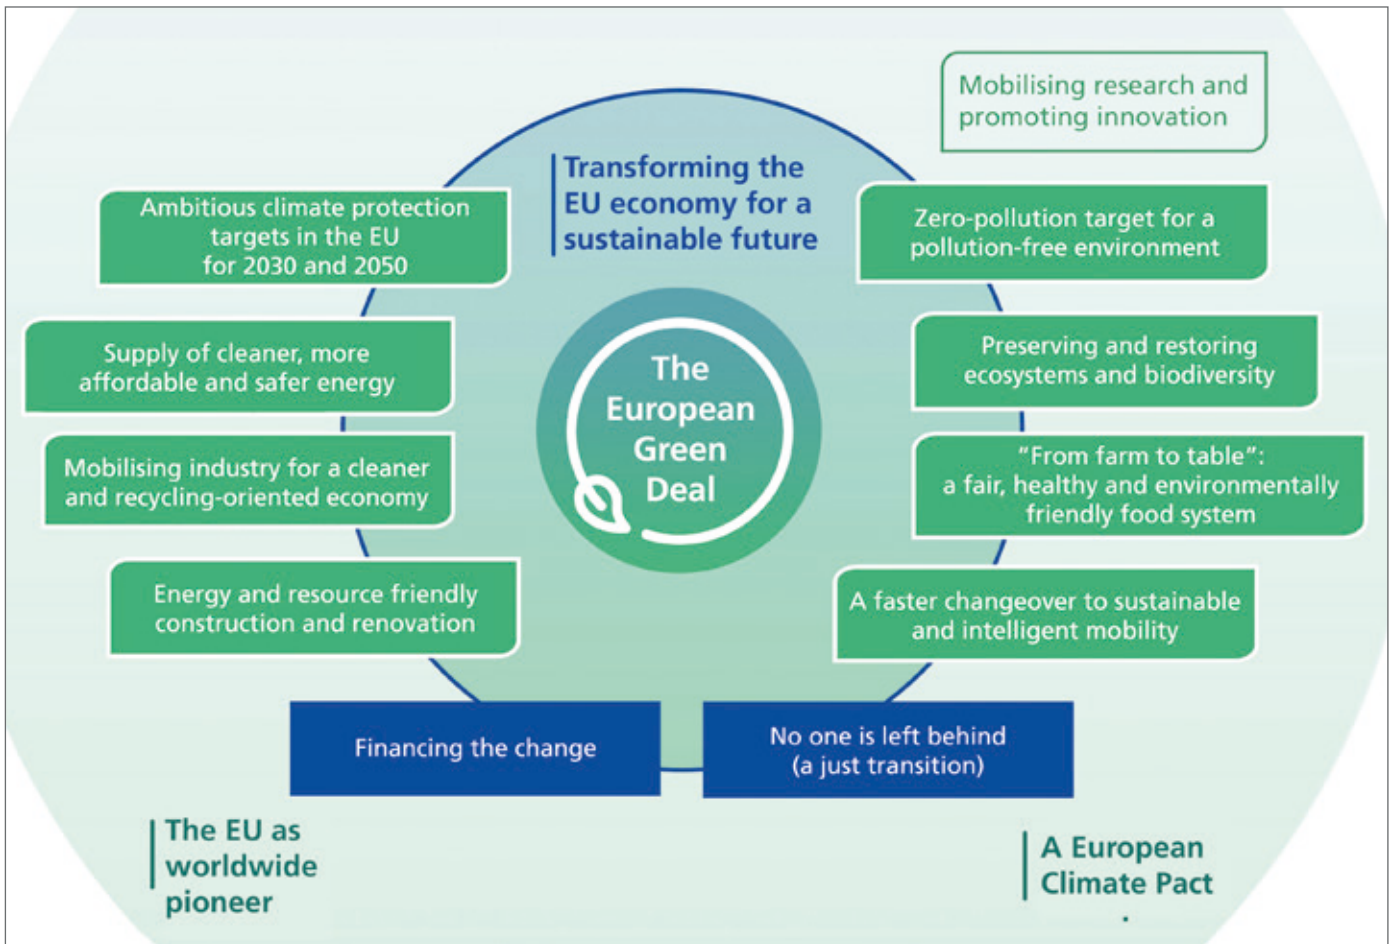 Mobilising research and
promoting innovation
Transforming the
EU economy for a
sustainable future
Ambitious climate protection
targets in the EU
for 2030 and 2050
Zero-pollution target for a
pollution-free environment
Supply of cleaner, more
affordable and safer energy
Preserving and restoring
ecosystems and biodiversity
The
European
Green
Deal
Mobilising industry for a cleaner
and recycling-oriented economy
“From farm to table”:
a fair, healthy and environmentally
friendly food system
Energy and resource friendly
construction and renovation
A faster changeover to sustainable
and intelligent mobility
Financing the change
No one is left behind
(a just transition)
The EU as
worldwide
pioneer
A European
Climate Pact
.